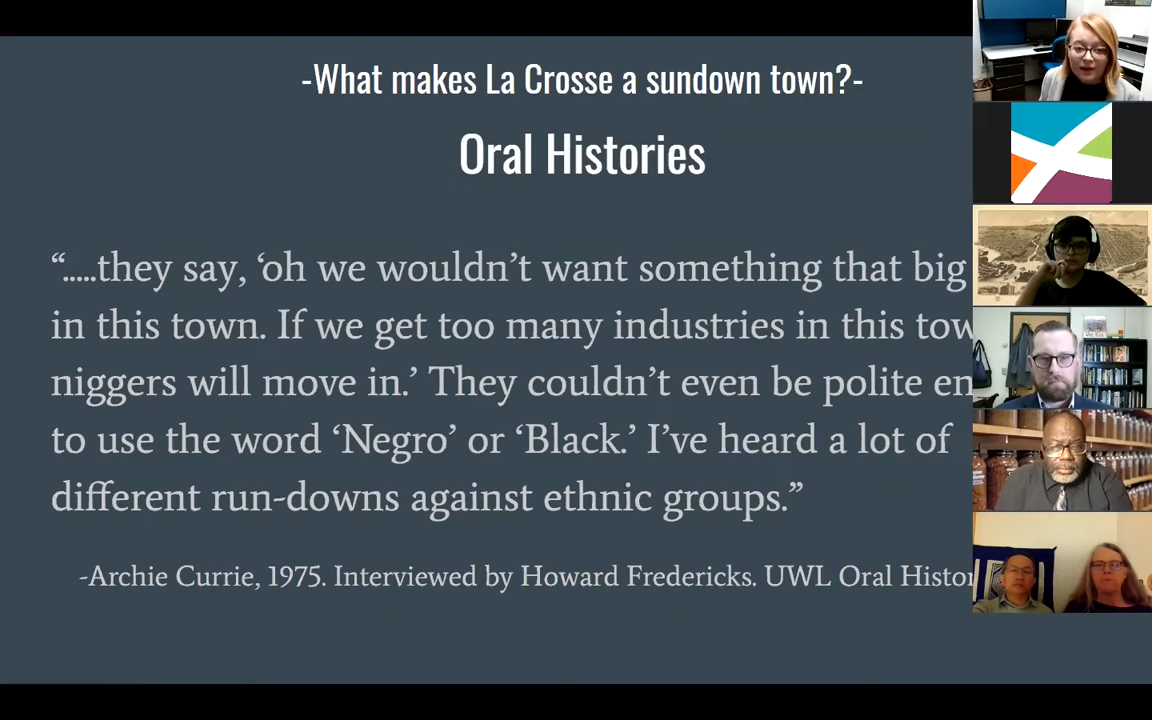 -What makes La Crosse a sundown town?-
Oral Histories
“.....they say, ‘oh we wouldn’t want something that big
in this town. If we get too many industries in this tow
niggers will move in.’ They couldn’t even be polite en
to use the word ‘Negro’ or ‘Black.’ I’ve heard a lot of
different run-downs against ethnic groups.”
-Archie Currie, 1975. Interviewed by Howard Fredericks. UWL Oral Histor